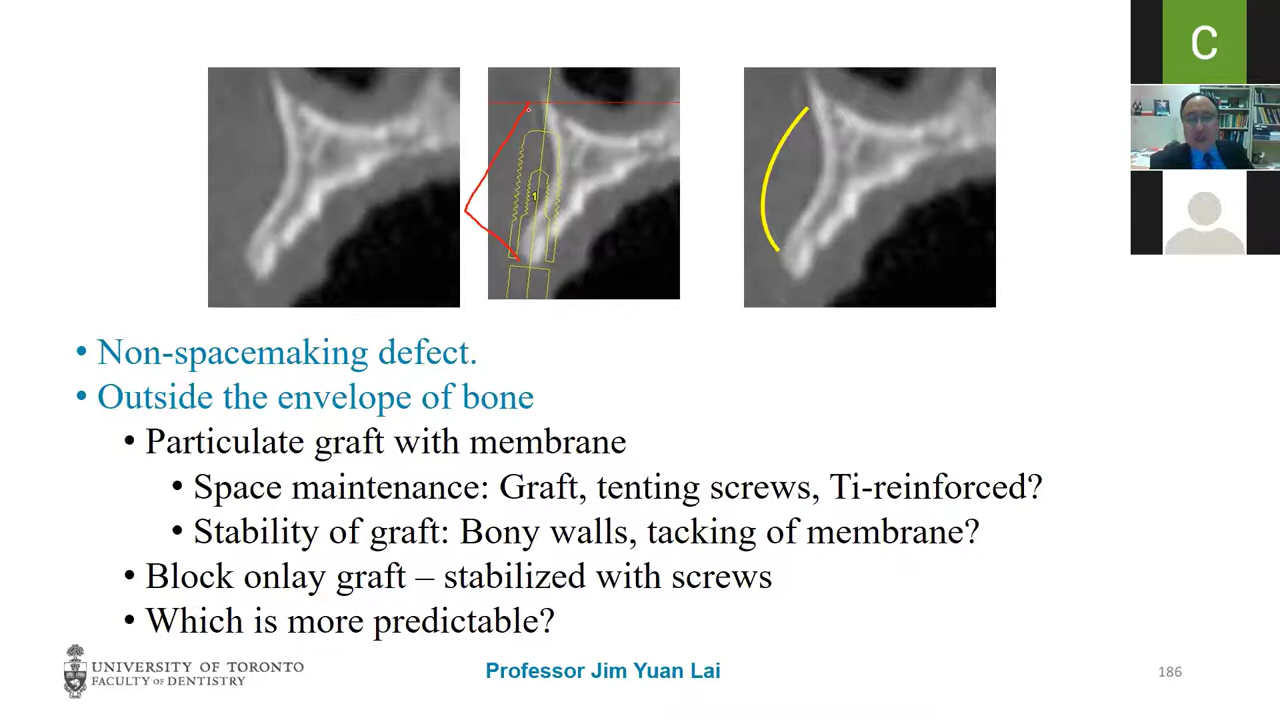 C
1
• Non-spacemaking defect.
• Outside the envelope of bone
• Particulate graft with membrane
• Space maintenance: Graft, tenting screws, Ti-reinforced?
• Stability of graft: Bony walls, tacking of membrane?
• Block onlay graft – stabilized with screws
• Which is more predictable?
UNIVERSITY OF TORONTO
FACULTY OF DENTISTRY
Professor Jim Yuan Lai
186